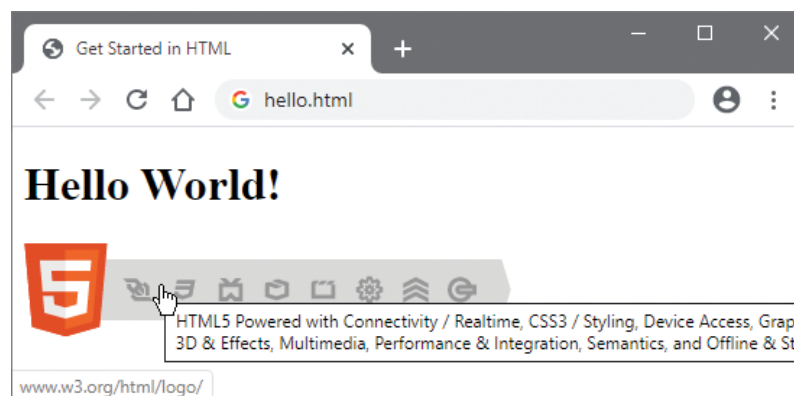 Get Started in HTML
hello.html
Hello World!
HTML5 Powered with Connectivity / Realtime, CSS3 / Styling, Device Access, Grap
3D & Effects, Multimedia, Performance & Integration, Semantics, and Offline & St
www.w3.org/html/logo/